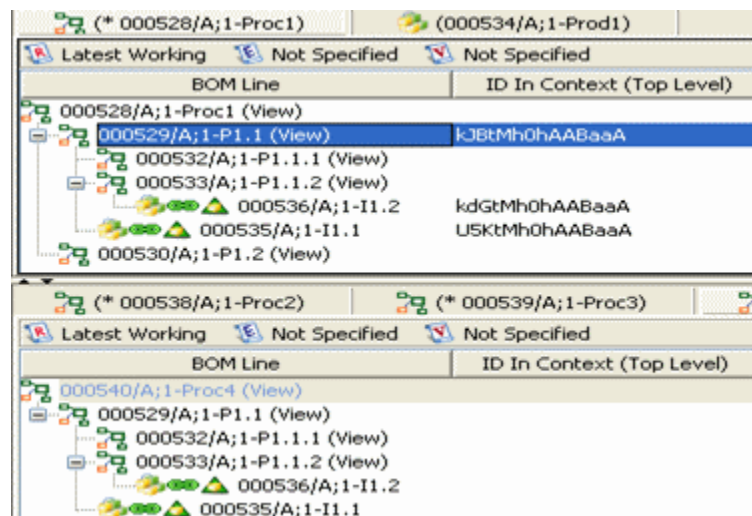 (* 000528/A;1-Proc1) (000534/A;1-Prod1)
Latest Working Not Specified Not Specified
BOM Line ID In Context (Top Level)
000528/A;1-Proc1 (View)
000529/A;1-P1.1 (View) kJBtMh0hAABaaA
000532/A;1-P1.1.1 (View)
000533/A;1-P1.1.2 (View)
000536/A;1-I1.2 kdGtMh0hAABaaA
000535/A;1-I1.1 U5KtMh0hAABaaA
000530/A;1-P1.2 (View)
(* 000538/A;1-Proc2) (* 000539/A;1-Proc3)
Latest Working Not Specified Not Specified
BOM Line ID In Context (Top Level)
000540/A;1-Proc4 (View)
000529/A;1-P1.1 (View)
000532/A;1-P1.1.1 (View)
000533/A;1-P1.1.2 (View)
000536/A;1-I1.2
000535/A;1-I1.1